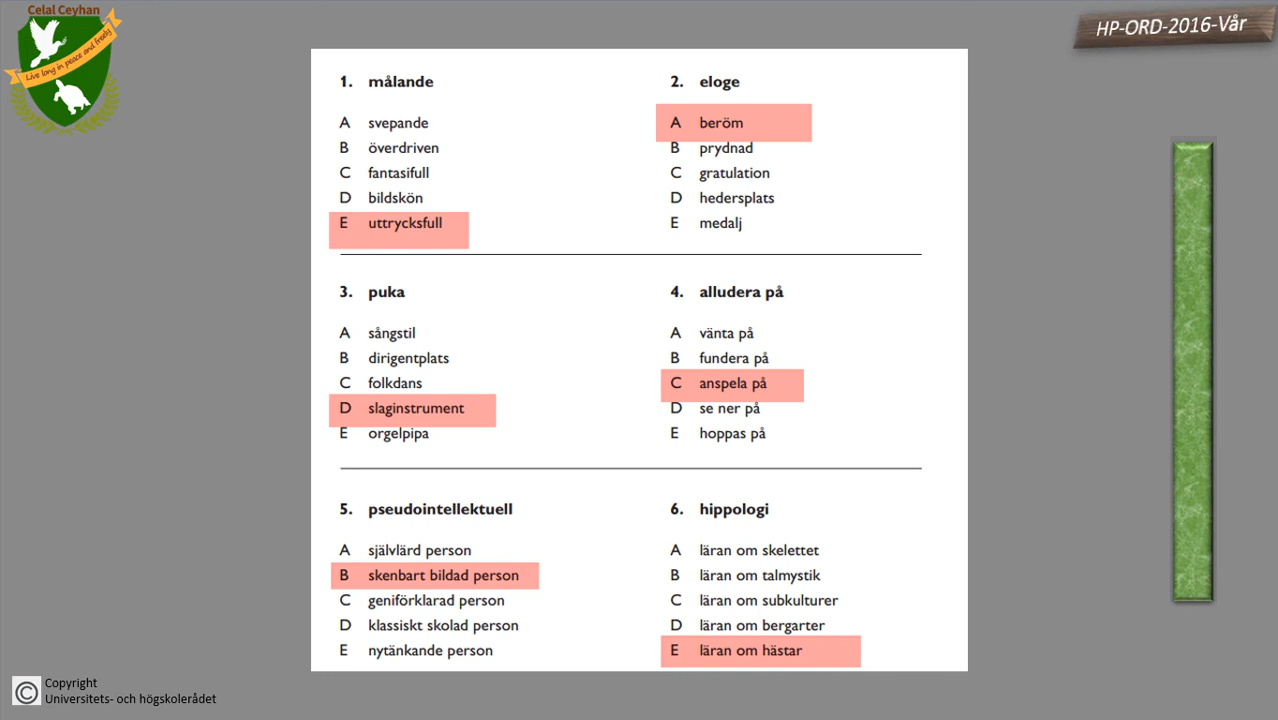 Celal Ceyhan
Live long in peace and freely
HP-ORD-2016-Vår
1. målande
A svepande
B överdriven
C fantasifull
D bildskön
E uttrycksfull
2. eloge
A beröm
B prydnad
C gratulation
D hedersplats
E medalj
3. puka
A sångstil
B dirigentplats
C folkdans
D slaginstrument
E orgelpipa
4. alludera på
A vänta på
B fundera på
C anspela på
D se ner på
E hoppas på
5. pseudointellektuell
A självlärd person
B skenbart bildad person
C geniförklarad person
D klassiskt skolad person
E nytänkande person
6. hippologi
A läran om skelettet
B läran om talmystik
C läran om subkulturer
D läran om bergarter
E läran om hästar
© Copyright
Universitets- och högskolerådet